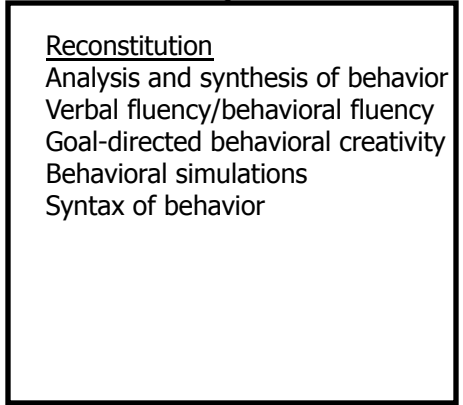 Reconstitution
Analysis and synthesis of behavior
Verbal fluency/behavioral fluency
Goal-directed behavioral creativity
Behavioral simulations
Syntax of behavior